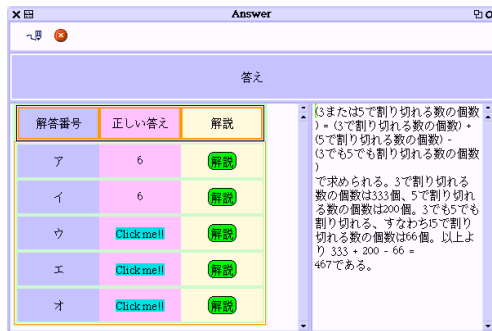 Answer
答え
解答番号 正しい答え 解説
ア 6 解説
イ 6 解説
ウ Click me!! 解説
エ Click me!! 解説
オ Click me!! 解説
(3または5で割り切れる数の個数
) = (3で割り切れる数の個数) +
(5で割り切れる数の個数) -
(3でも5でも割り切れる数の個数
)
で求められる。3で割り切れる
数の個数は333個、5で割り切れ
る数の個数は200個。3でも5でも
割り切れる、すなわち15で割り
切れる数の個数は66個。以上よ
り 333 + 200 - 66 =
467である。